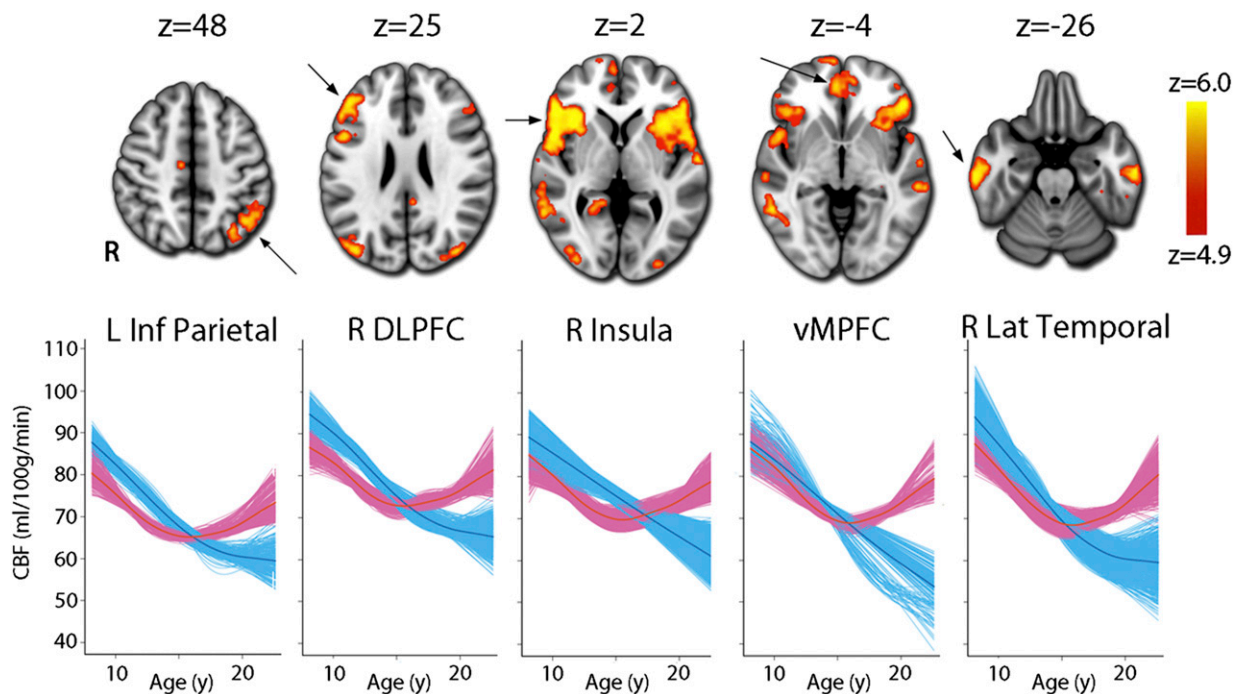 z=48 z=25 z=2 z=-4 z=-26
z=6.0
z=4.9
R
L Inf Parietal R DLPFC R Insula vMPFC R Lat Temporal
CBF (ml/100g/min)
110
100
90
80
70
60
50
40
10 20 10 20 10 20 10 20 10 20
Age (y) Age (y) Age (y) Age (y) Age (y)